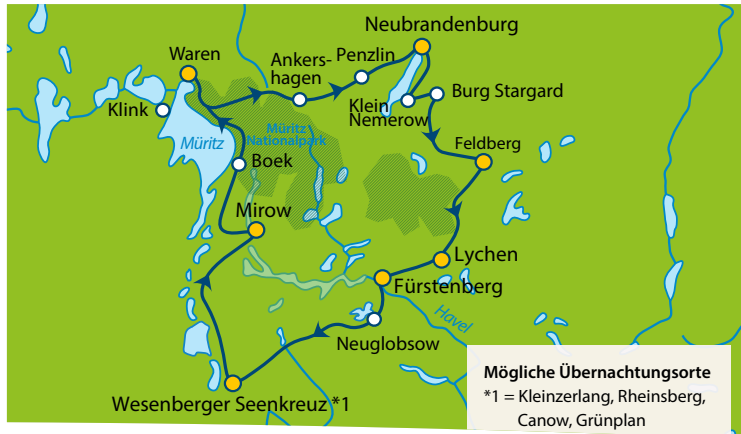 Neubrandenburg
Waren
Ankers-
hagen
Penzlin
Klink
Klein
Nemerow
Burg Stargard
Müritz
Müritz
Nationalpark
Feldberg
Boek
Mirow
Lychen
Fürstenberg
Havel
Neuglobsow
Wesenberger Seenkreuz *1
Mögliche Übernachtungsorte
*1 = Kleinzerlang, Rheinsberg,
Canow, Grünplan